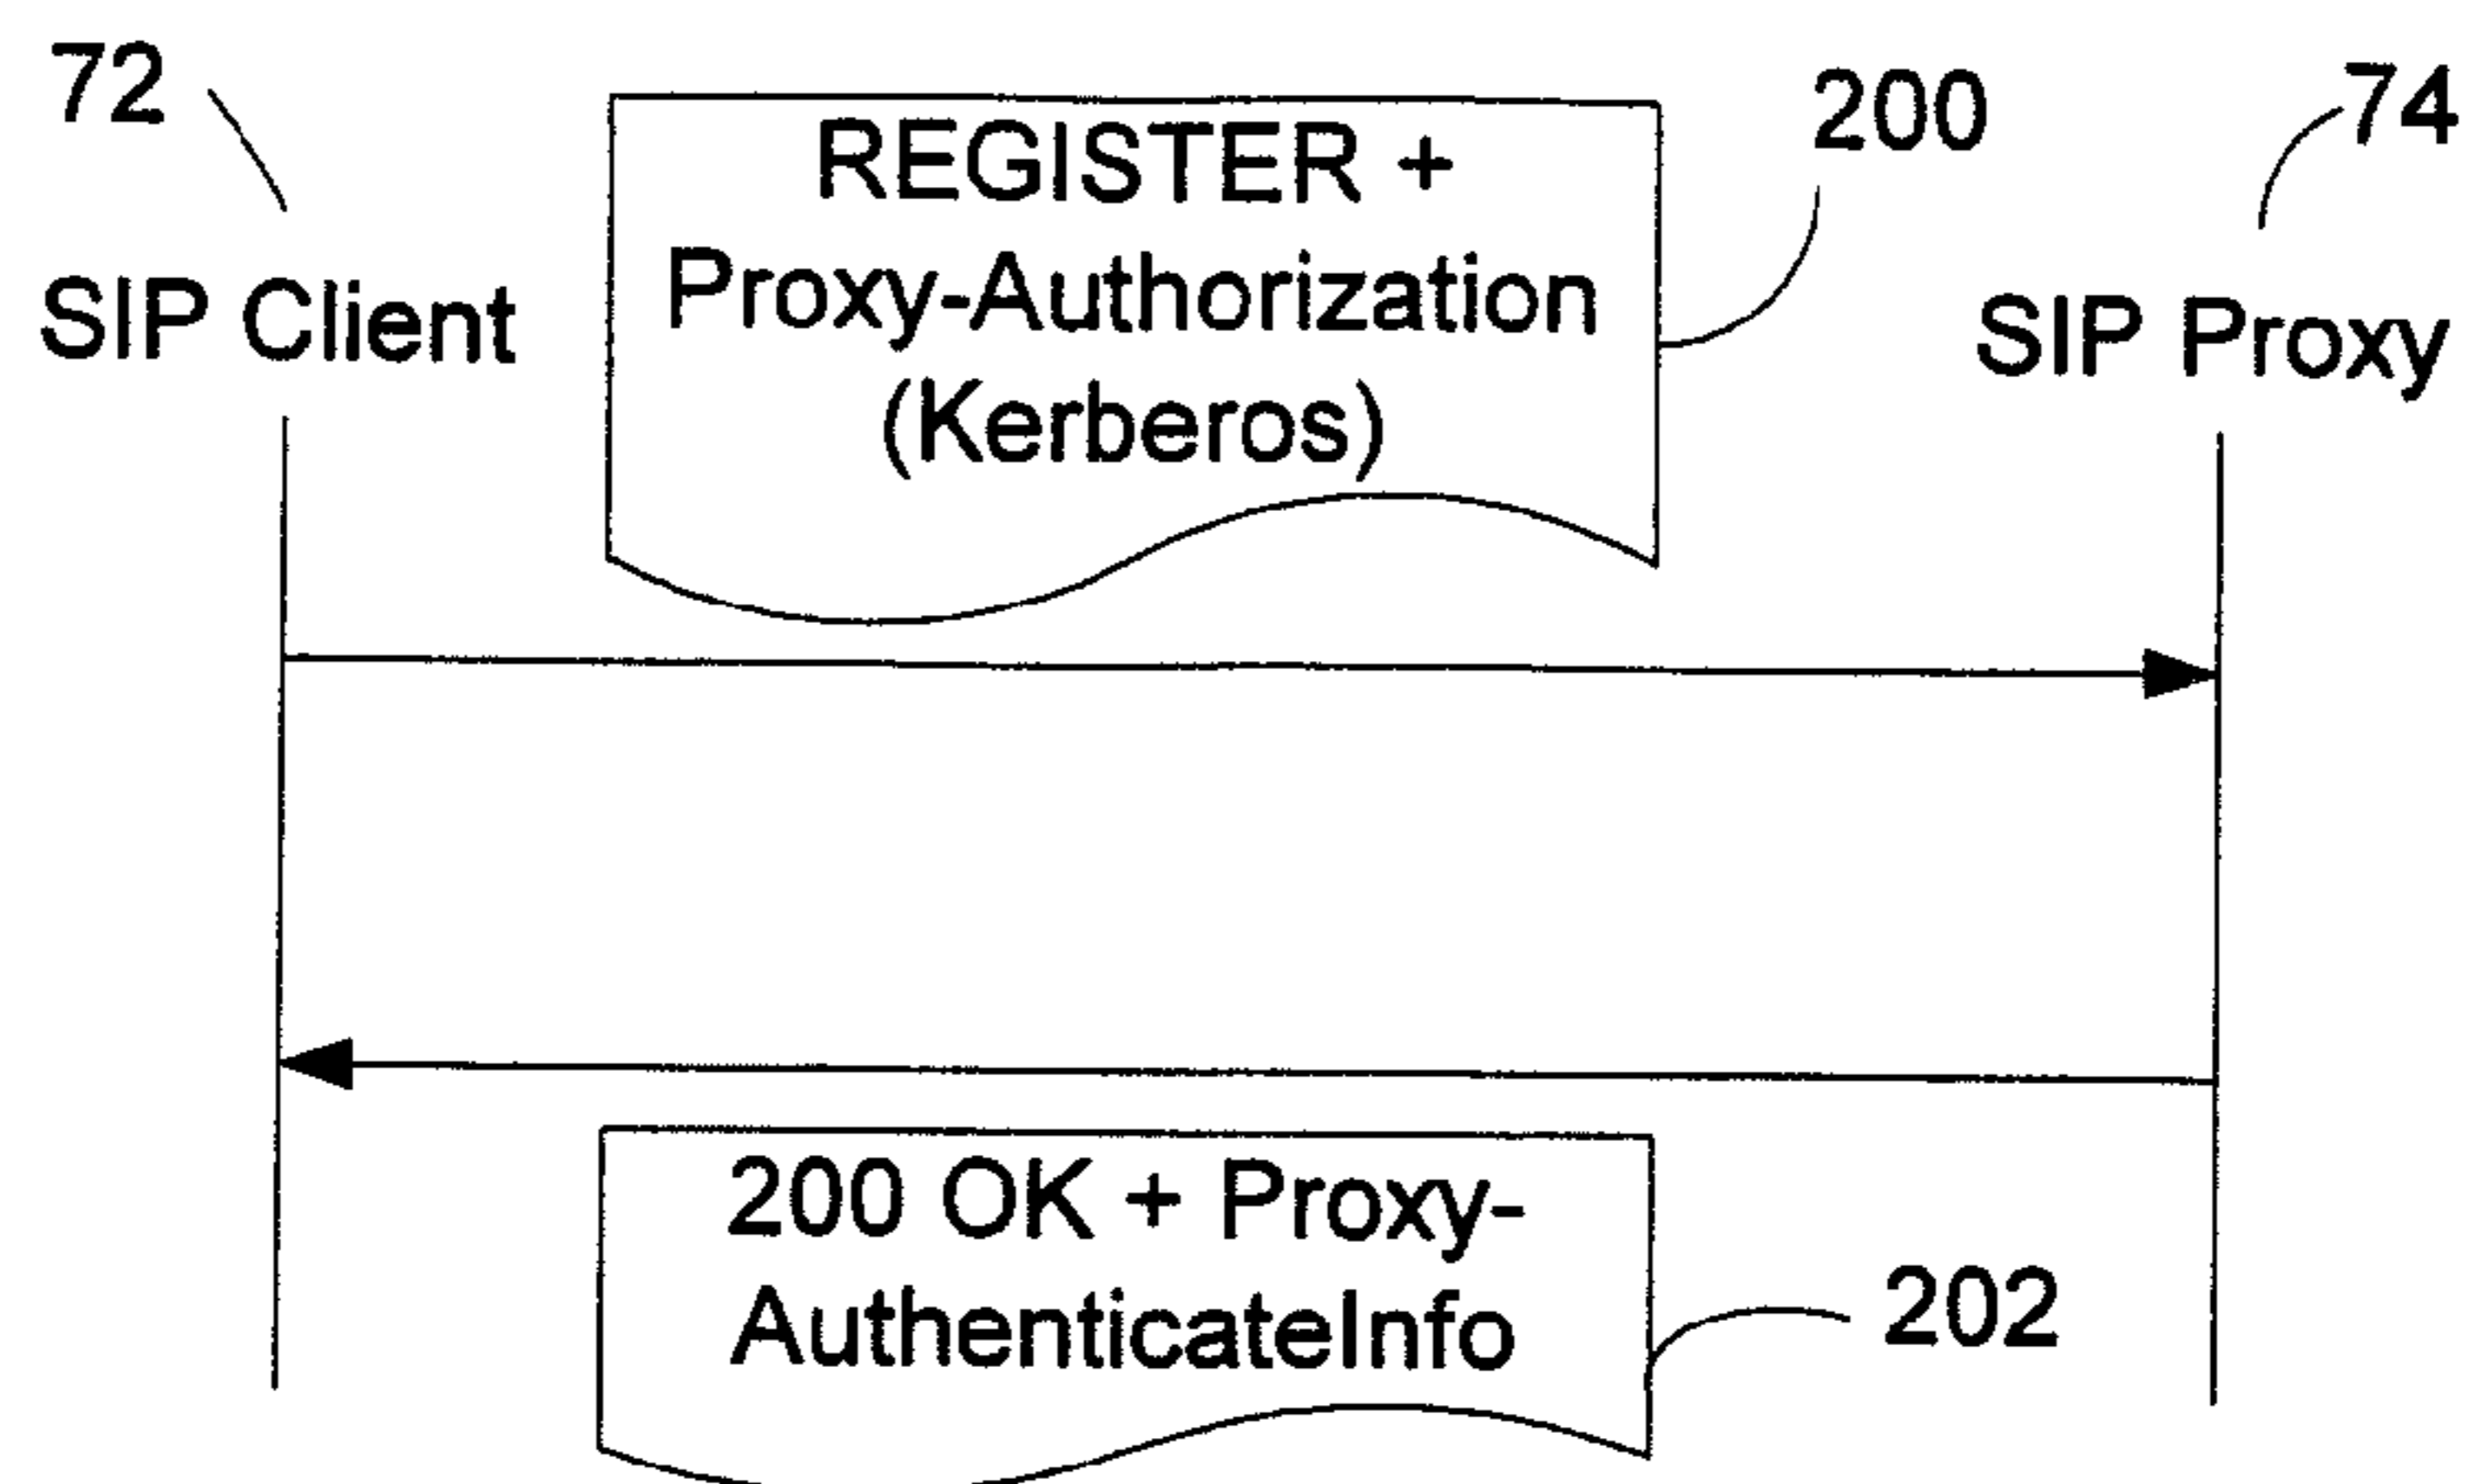 72
200
74
REGISTER +
Proxy-Authorization
(Kerberos)
SIP Client
SIP Proxy
200 OK + Proxy-
AuthenticateInfo
202